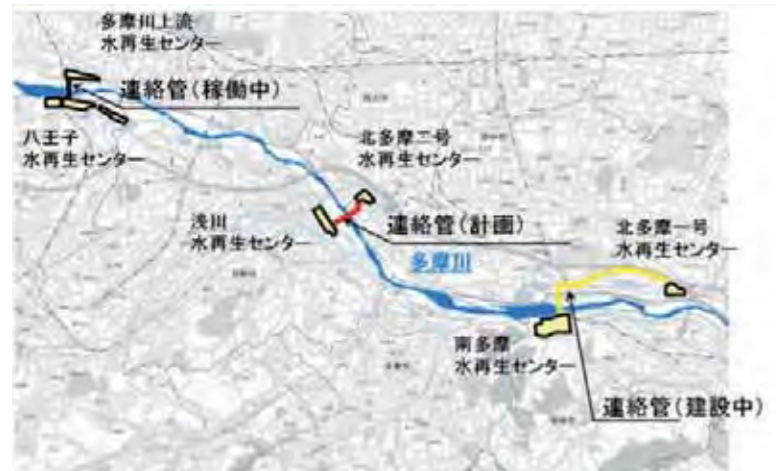 多摩川上流
水再生センター
連絡管(稼働中)
八王子
水再生センター
北多摩二号
水再生センター
浅川
水再生センター
連絡管(計画)
多摩川
北多摩一号
水再生センター
南多摩
水再生センター
連絡管(建設中)